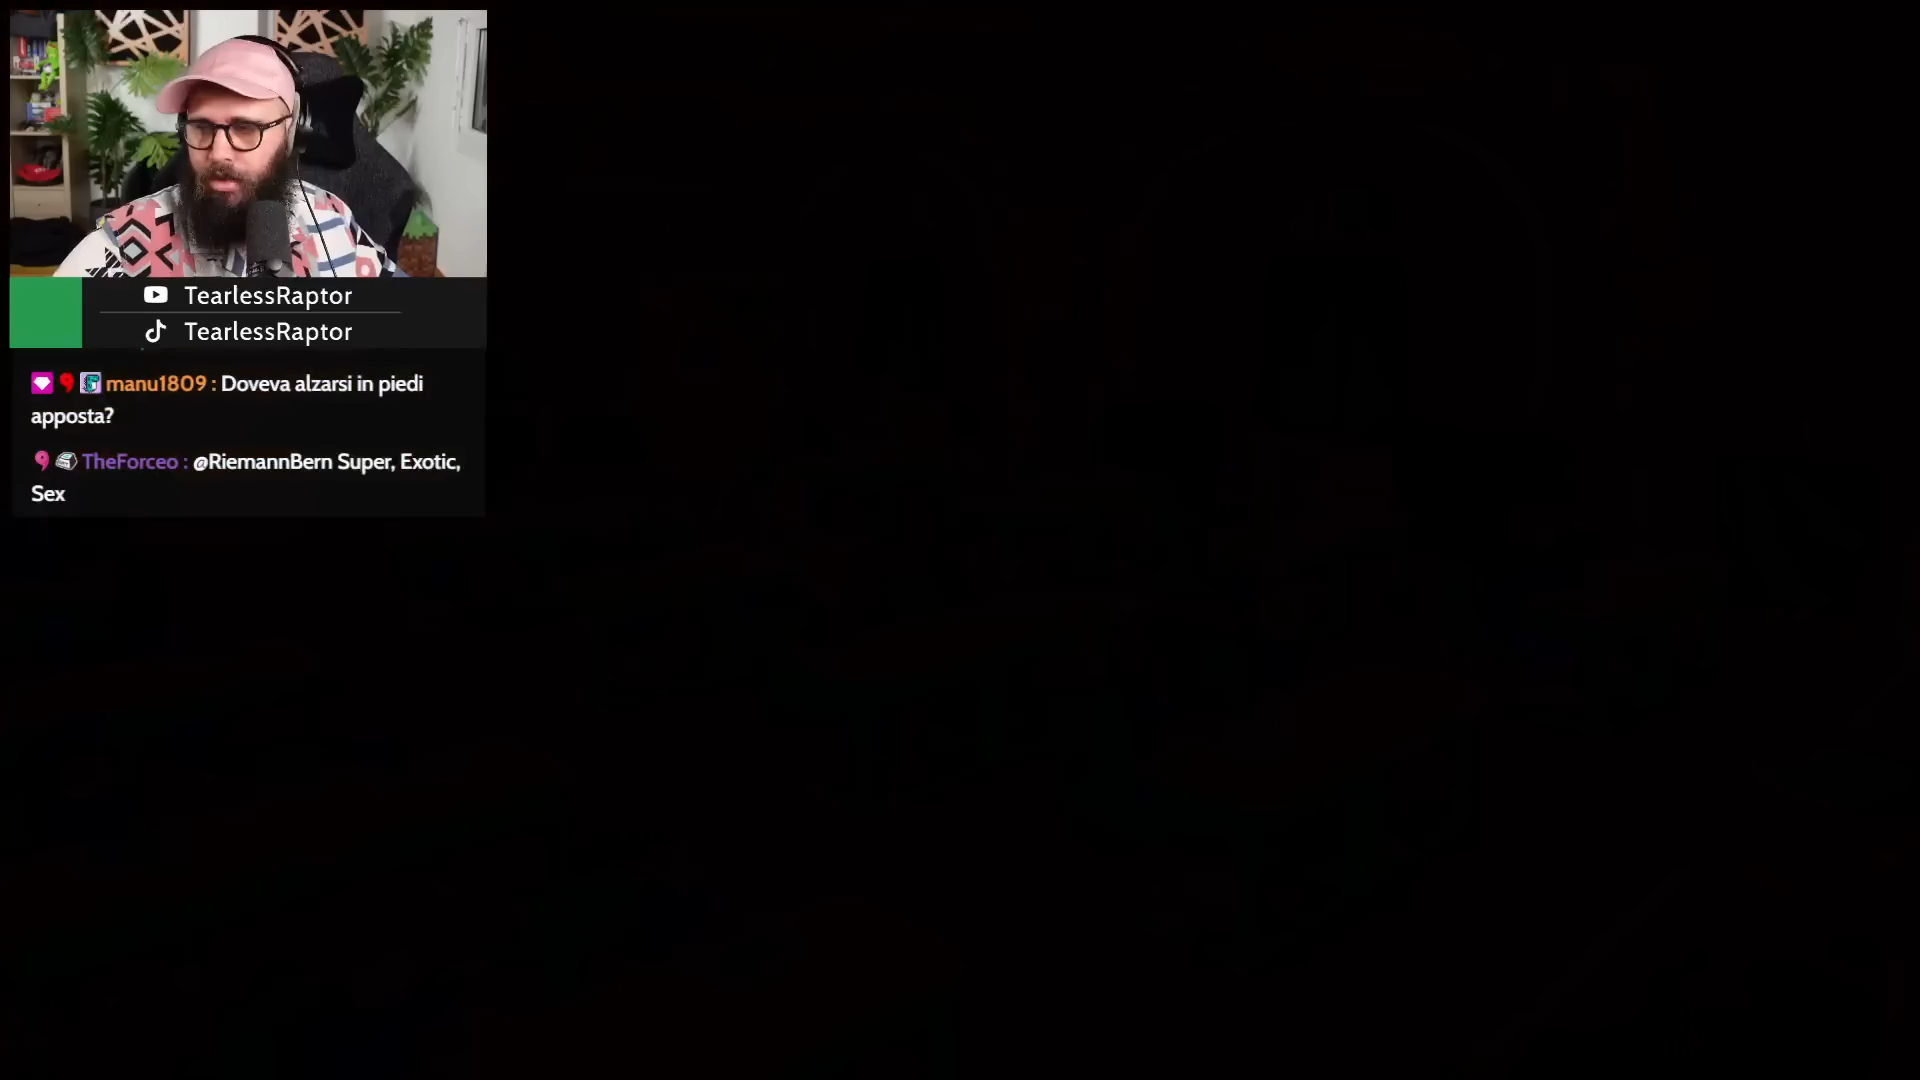 TearlessRaptor
TearlessRaptor
manu1809 : Doveva alzarsi in piedi
apposta?
TheForceo : @RiemannBern Super, Exotic,
Sex